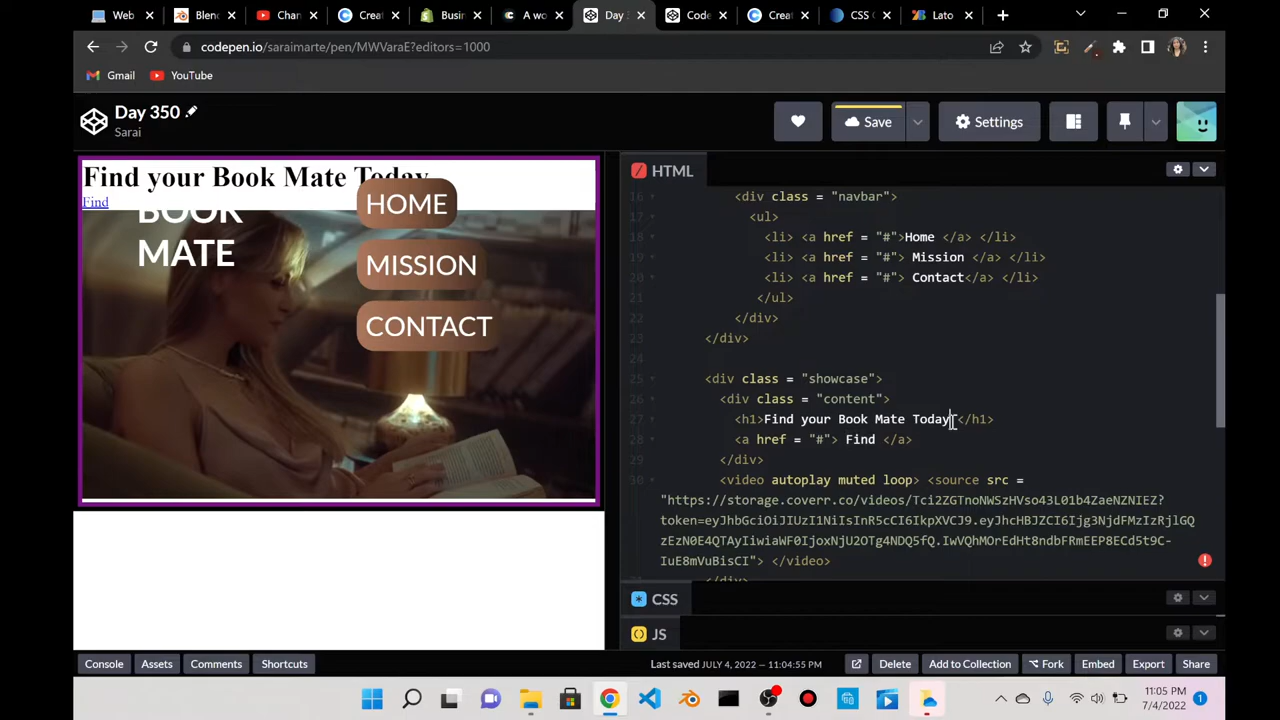 Web
Blenc
Chan
Creat
Busin
A wo
Day 3
Code
Creat
CSS G
Lato
codepen.io/saraimarte/pen/MWVaraE?editors=1000
Gmail
YouTube
Day 350
Sarai
Save
Settings
Find your Book Mate Today
Find
BOOK
MATE
HOME
MISSION
CONTACT
HTML
16 <div class = "navbar">
17 <ul>
18 <li> <a href = "#">Home </a> </li>
19 <li> <a href = "#"> Mission </a> </li>
20 <li> <a href = "#"> Contact</a> </li>
21 </ul>
22 </div>
23 </div>
24
25 <div class = "showcase">
26 <div class = "content">
27 <h1>Find your Book Mate Today </h1>
28 <a href = "#"> Find </a>
29 </div>
30 <video autoplay muted loop> <source src =
"https://storage.coverr.co/videos/Tci2ZGTnoNWSzHVso43L01b4ZaeNZNIEZ?
token=eyJhbGciOiJIUzI1NiIsInR5cCI6IkpXVCJ9.eyJhcHBJZCI6Ijg3NjdFMzIzRjlGQ
zEzN0E4QTAyIiwiaWF0IjoxNjU2OTg4NDQ5fQ.IwVQhMOrEdHt8ndbFRmEEP8ECd5t9C-
IuE8mVuBisCI"> </video>
</div>
CSS
JS
Console
Assets
Comments
Shortcuts
Last saved JULY 4, 2022 — 11:04:55 PM
Delete
Add to Collection
Fork
Embed
Export
Share
11:05 PM
7/4/2022
1